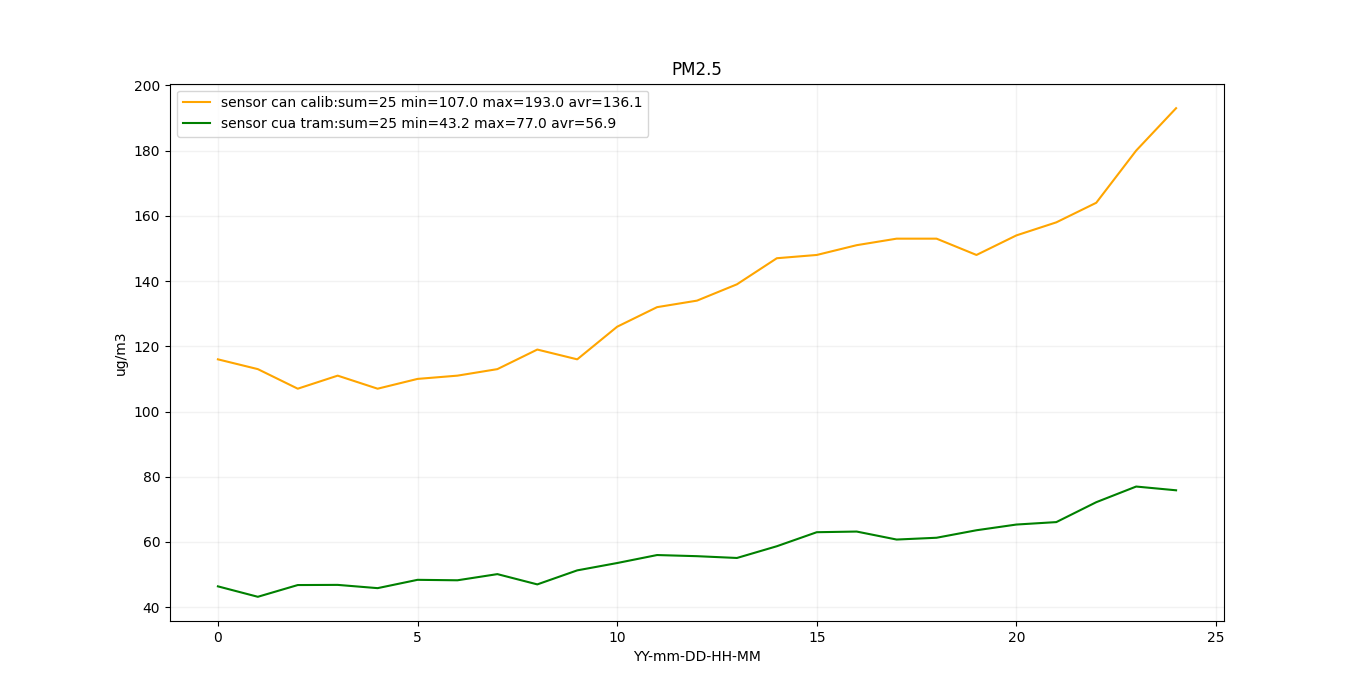 PM2.5
sensor can calib:sum=25 min=107.0 max=193.0 avr=136.1
sensor cua tram:sum=25 min=43.2 max=77.0 avr=56.9
200
180
160
140
120
100
80
60
40
ug/m3
0 5 10 15 20 25
YY-mm-DD-HH-MM